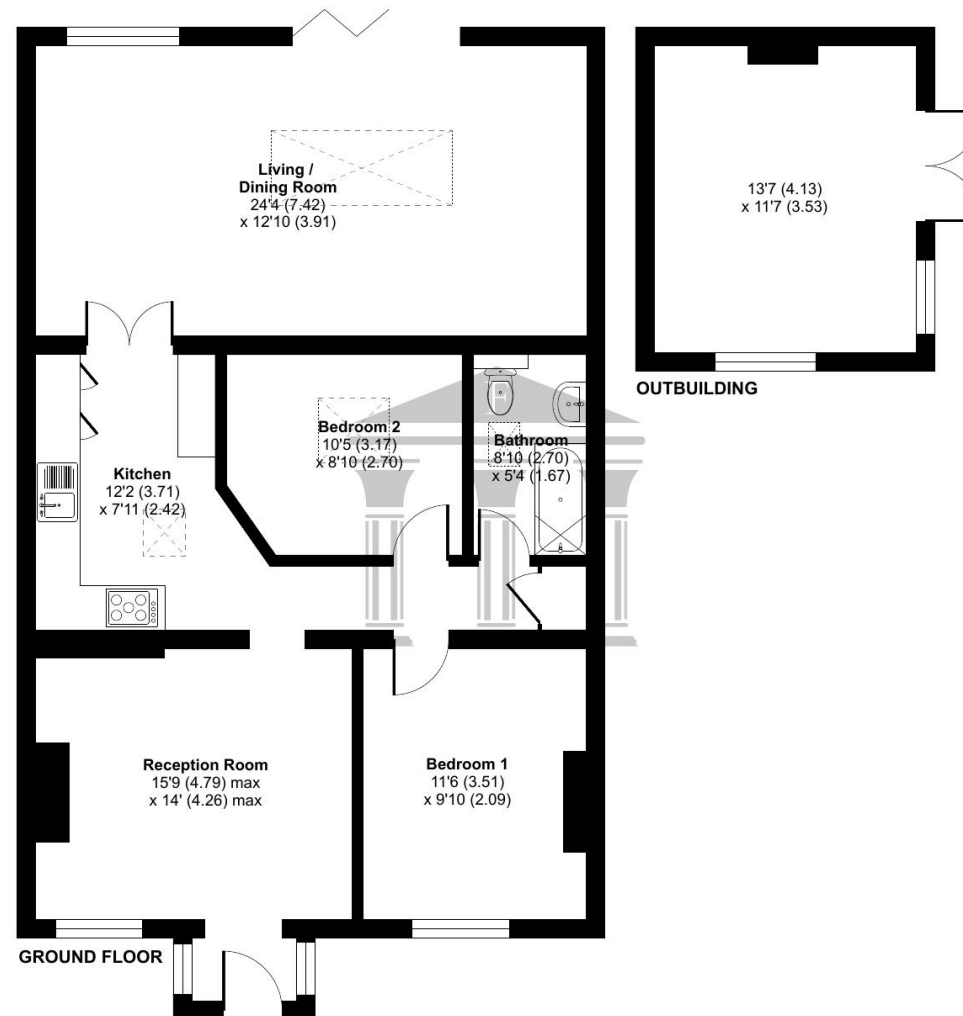 Living /
Dining Room
24'4 (7.42)
x 12'10 (3.91)
13'7 (4.13)
x 11'7 (3.53)
OUTBUILDING
Bedroom 2
10'5 (3.17)
x 8'10 (2.70)
Bathroom
8'10 (2.70)
x 5'4 (1.67)
Kitchen
12'2 (3.71)
x 7'11 (2.42)
Reception Room
15'9 (4.79) max
x 14' (4.26) max
Bedroom 1
11'6 (3.51)
x 9'10 (2.09)
GROUND FLOOR